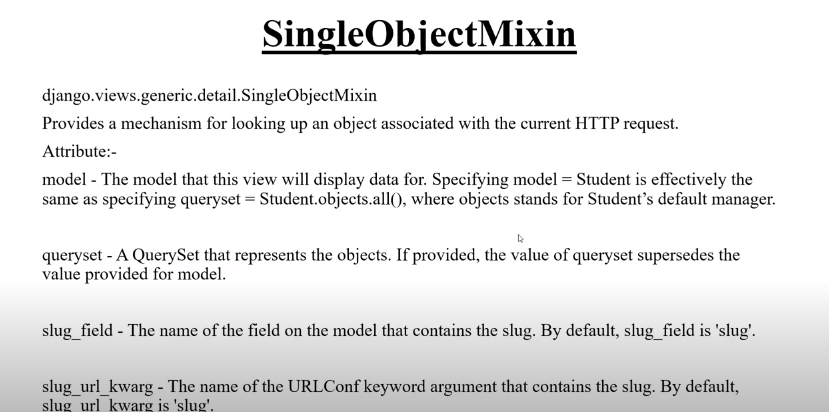 SingleObjectMixin
django.views.generic.detail.SingleObjectMixin
Provides a mechanism for looking up an object associated with the current HTTP request.
Attribute:-
model - The model that this view will display data for. Specifying model = Student is effectively the
same as specifying queryset = Student.objects.all(), where objects stands for Student’s default manager.
queryset - A QuerySet that represents the objects. If provided, the value of queryset supersedes the
value provided for model.
slug_field - The name of the field on the model that contains the slug. By default, slug_field is 'slug'.
slug_url_kwarg - The name of the URLConf keyword argument that contains the slug. By default,
slug_url_kwarg is 'slug'.